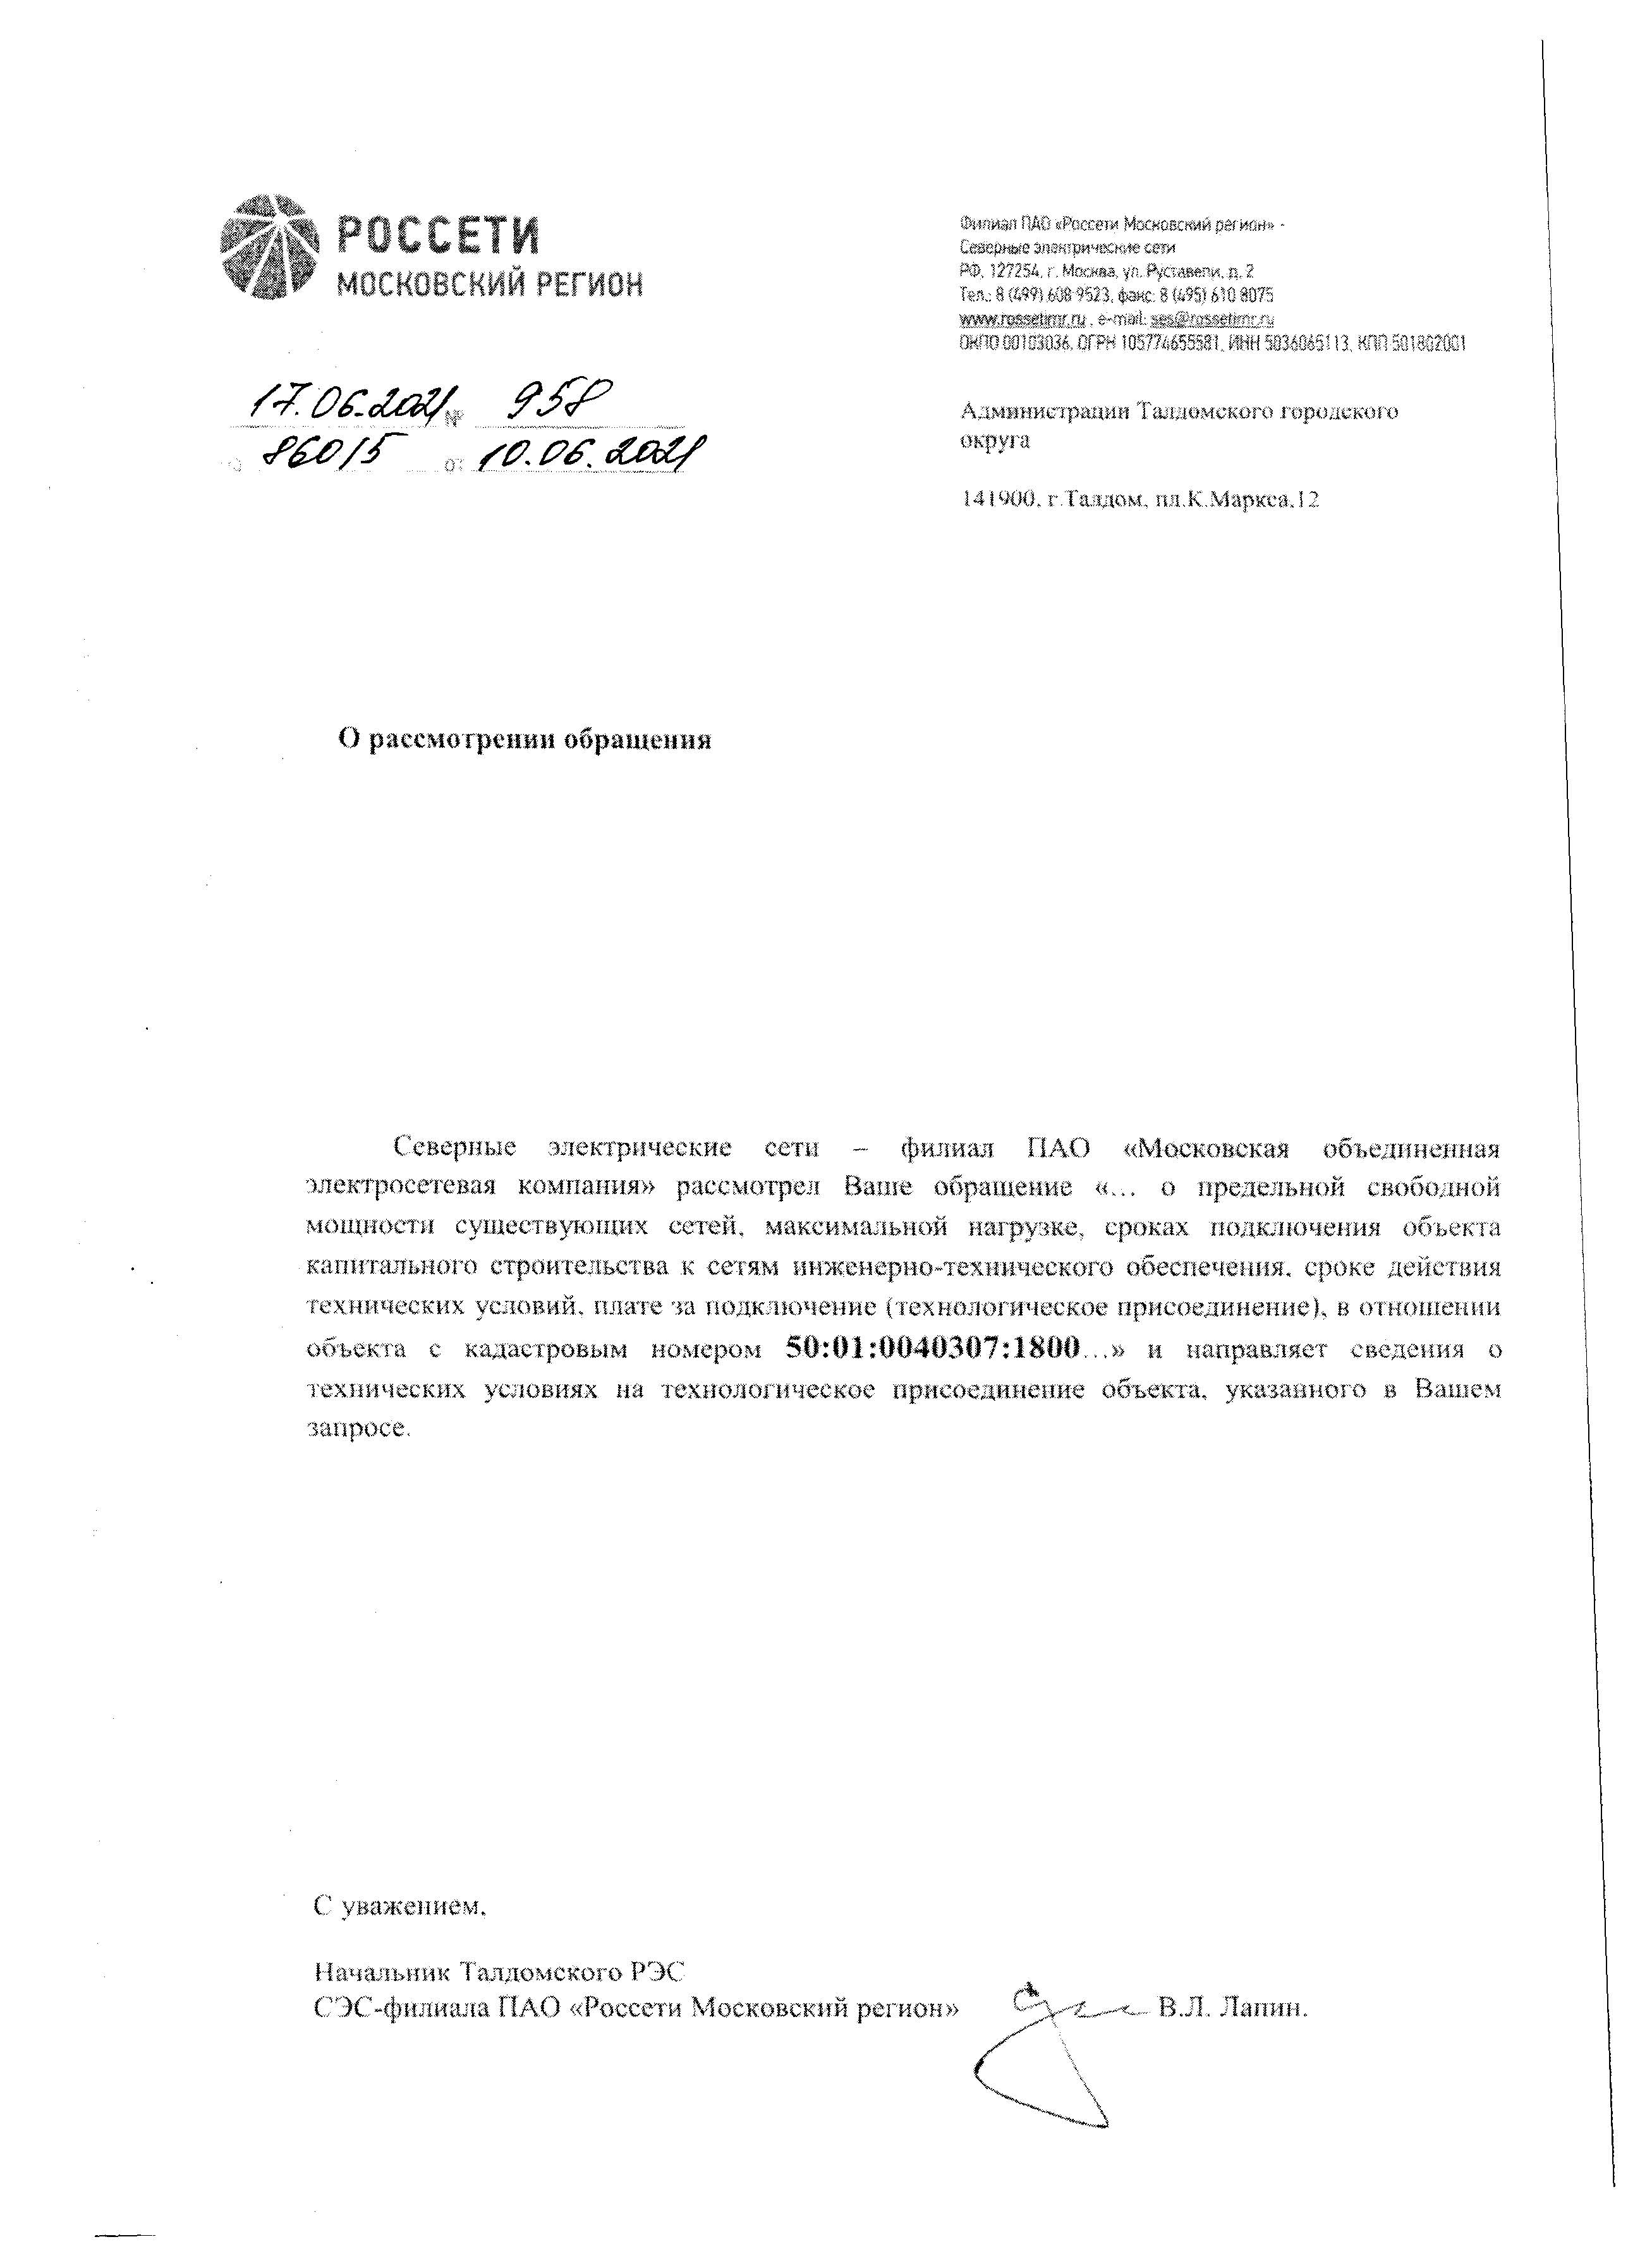 РОССЕТИ
МОСКОВСКИЙ РЕГИОН
Филиал ПАО «Россети Московский регион» -
Северные электрические сети
РФ, 127254, г. Москва, ул. Руставели, д. 2
Тел.: 8 (499) 608 9523, факс: 8 (495) 610 8075
www.rossetimr.ru , e-mail: ses@rossetimr.ru
ОКПО 00103036, ОГРН 105774655581, ИНН 5036065113, КПП 501802001
17.06.2021 № 958
860/5 от 10.06.2021
Администрации Талдомского городского
округа
141900, г.Талдом, пл.К.Маркса,12
О рассмотрении обращения
Северные электрические сети – филиал ПАО «Московская объединенная
электросетевая компания» рассмотрел Ваше обращение «… о предельной свободной
мощности существующих сетей, максимальной нагрузке, сроках подключения объекта
капитального строительства к сетям инженерно-технического обеспечения, сроке действия
технических условий, плате за подключение (технологическое присоединение), в отношении
объекта с кадастровым номером 50:01:0040307:1800…» и направляет сведения о
технических условиях на технологическое присоединение объекта, указанного в Вашем
запросе.
С уважением,
Начальник Талдомского РЭС
СЭС-филиала ПАО «Россети Московский регион» В.Л. Лапин.